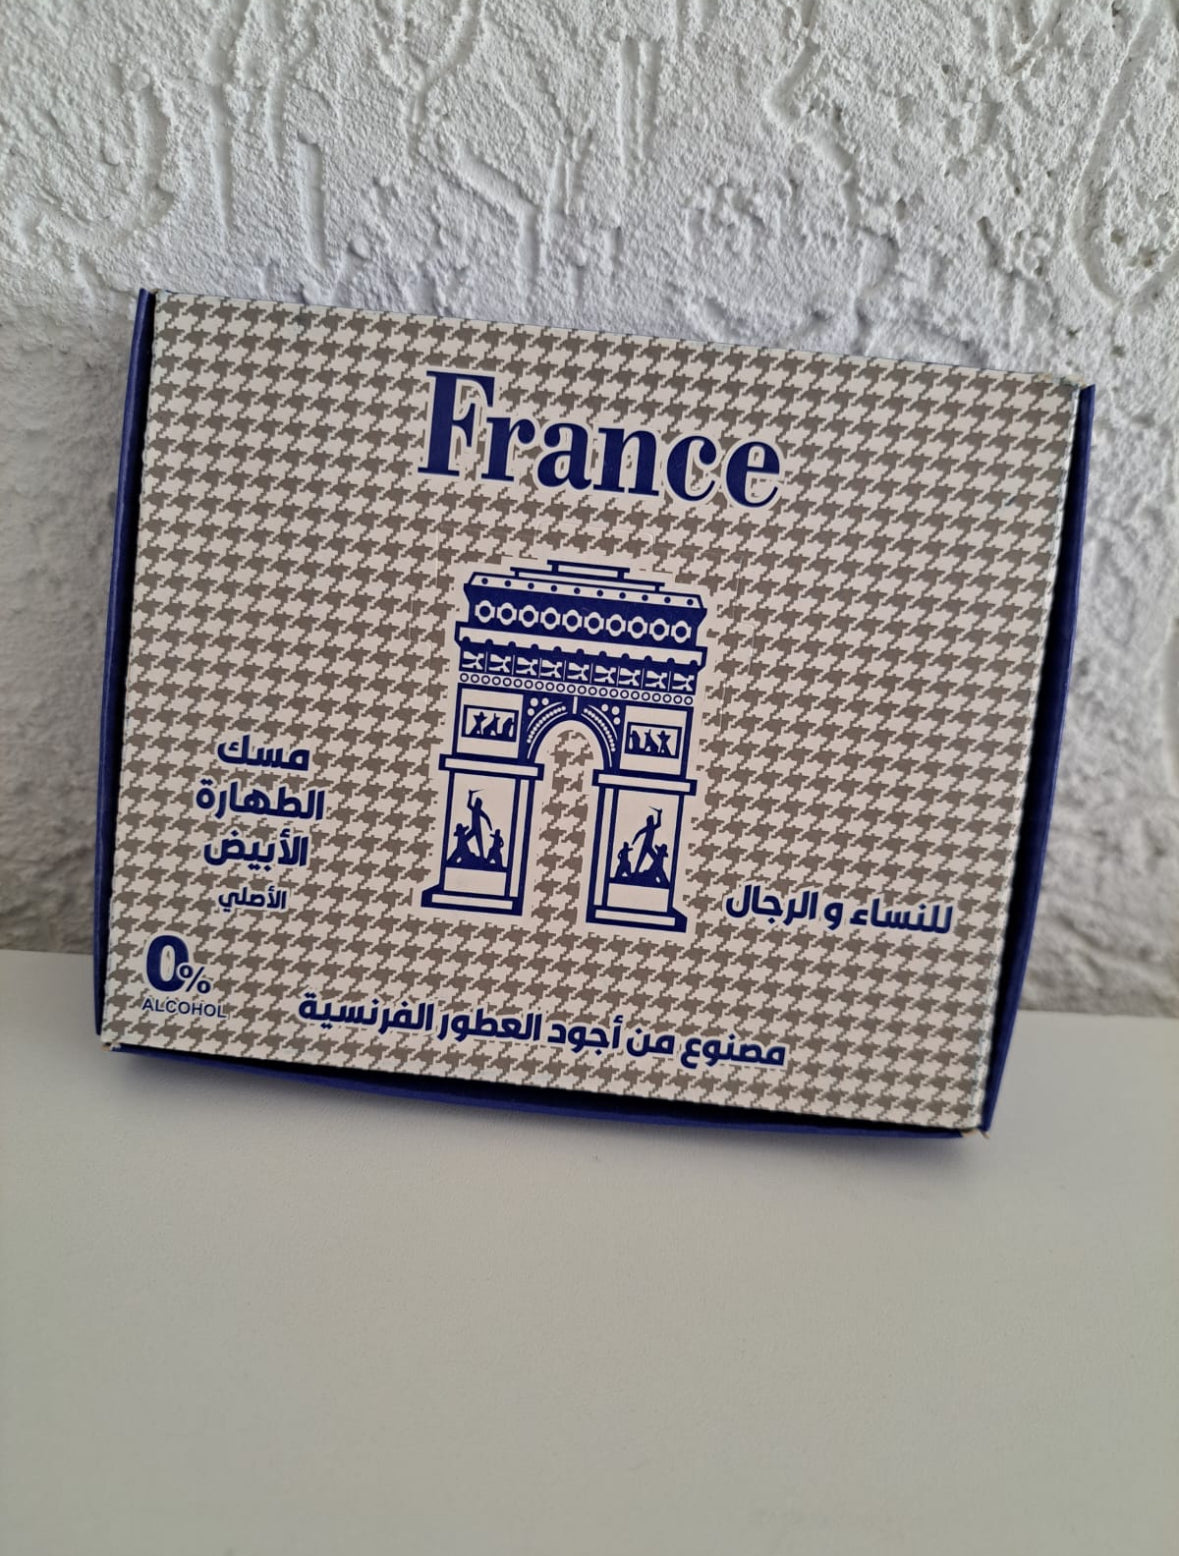 France
مسك
الطهارة
الأبيض
الأصلي
للنساء و الرجال
0%
ALCOHOL
مصنوع من أجود العطور الفرنسية